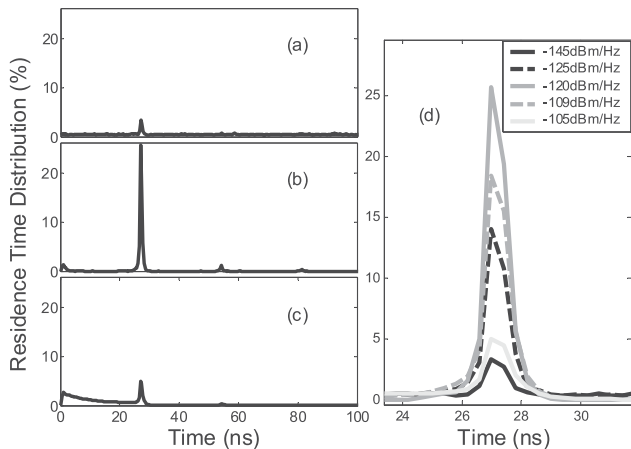 Residence Time Distribution (%)
20
10
0
(a)
20
10
0
(b)
20
10
0
(c)
0 20 40 60 80 100
Time (ns)
25
20
15
10
5
0
(d)
-145dBm/Hz
-125dBm/Hz
-120dBm/Hz
-109dBm/Hz
-105dBm/Hz
24 26 28 30
Time (ns)